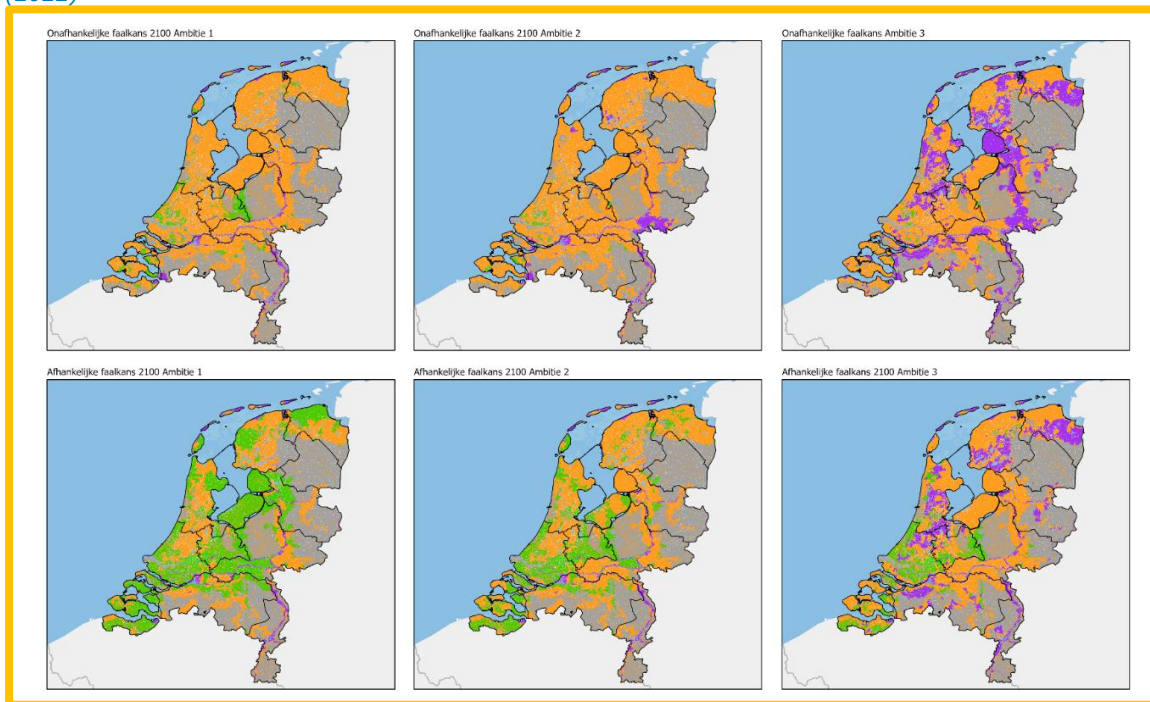 Onafhankelijke faalkans 2100 Ambitie 1
Onafhankelijke faalkans 2100 Ambitie 2
Onafhankelijke faalkans Ambitie 3
Afhankelijke faalkans 2100 Ambitie 1
Afhankelijke faalkans 2100 Ambitie 2
Afhankelijke faalkans 2100 Ambitie 3